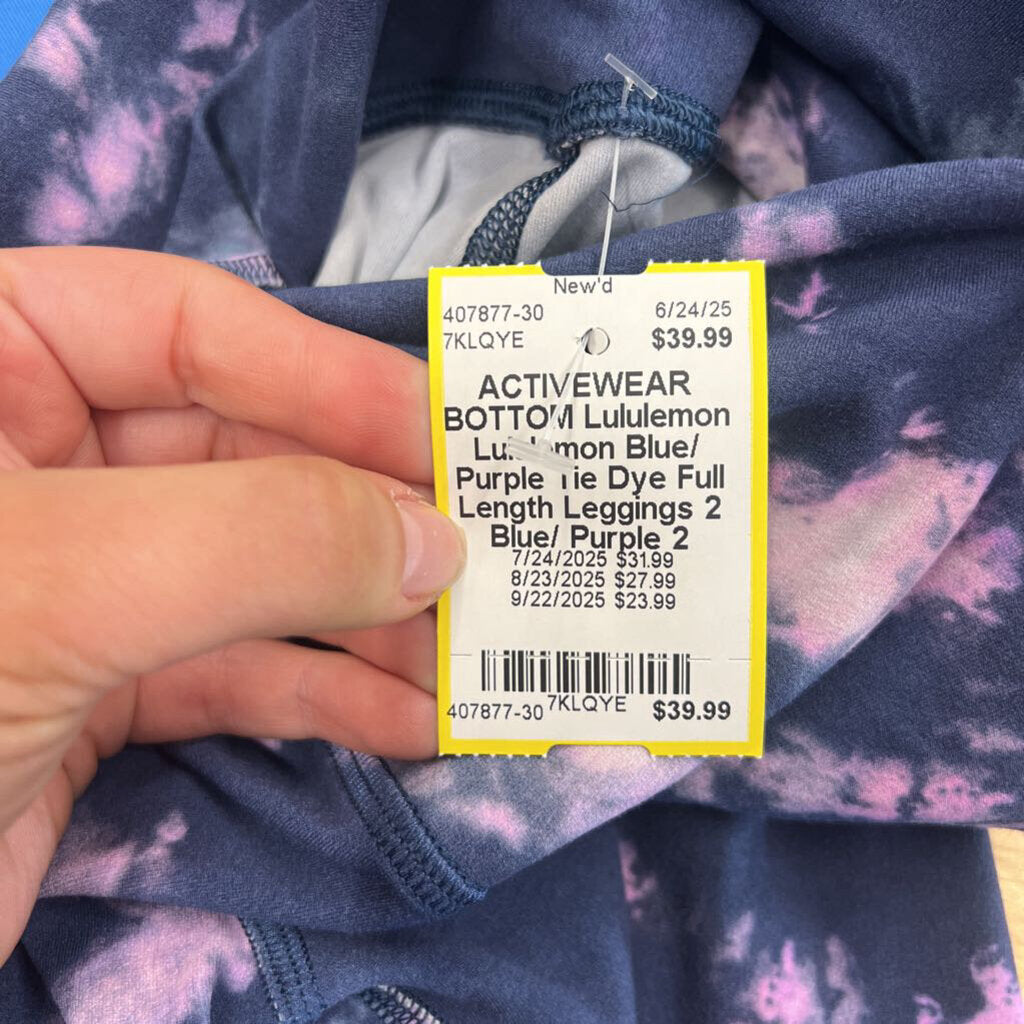 New'd
407877-30 6/24/25
7KLQYE $39.99
ACTIVEWEAR
BOTTOM Lululemon
Blue/
Purple Tie Dye Full
Length Leggings 2
Blue/ Purple 2
7/24/2025 $31.99
8/23/2025 $27.99
9/22/2025 $23.99
407877-30 7KLQYE $39.99